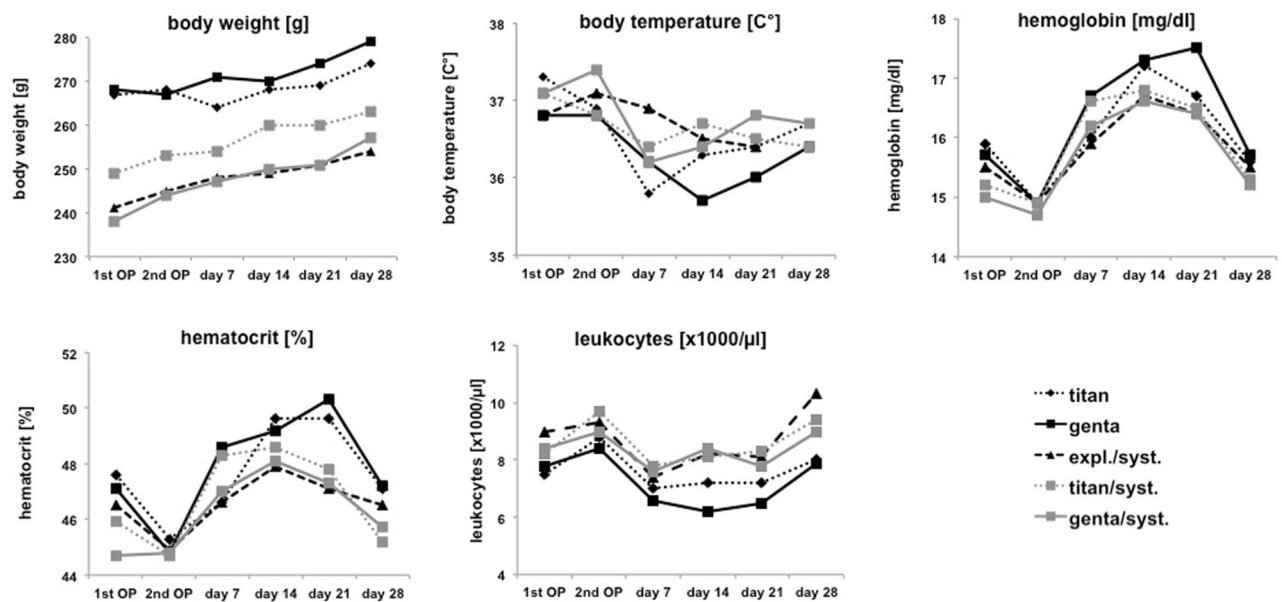 body weight [g]
280
270
260
250
240
230
body weight [g]
1st OP 2nd OP day 7 day 14 day 21 day 28
body temperature [C°]
38
37
36
35
body temperature [C°]
1st OP 2nd OP day 7 day 14 day 21 day 28
hemoglobin [mg/dl]
18
17
16
15
14
hemoglobin [mg/dl]
1st OP 2nd OP day 7 day 14 day 21 day 28
hematocrit [%]
52
50
48
46
44
hematocrit [%]
1st OP 2nd OP day 7 day 14 day 21 day 28
leukocytes [x1000/µl]
12
10
8
6
4
leukocytes [x1000/µl]
1st OP 2nd OP day 7 day 14 day 21 day 28
titan
genta
expl./syst.
titan/syst.
genta/syst.